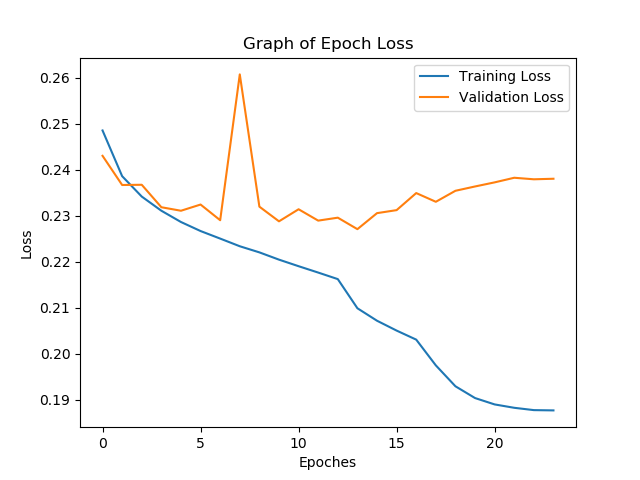 Graph of Epoch Loss
Training Loss
Validation Loss
0.26
0.25
0.24
0.23
0.22
0.21
0.20
0.19
Loss
0 5 10 15 20
Epoches